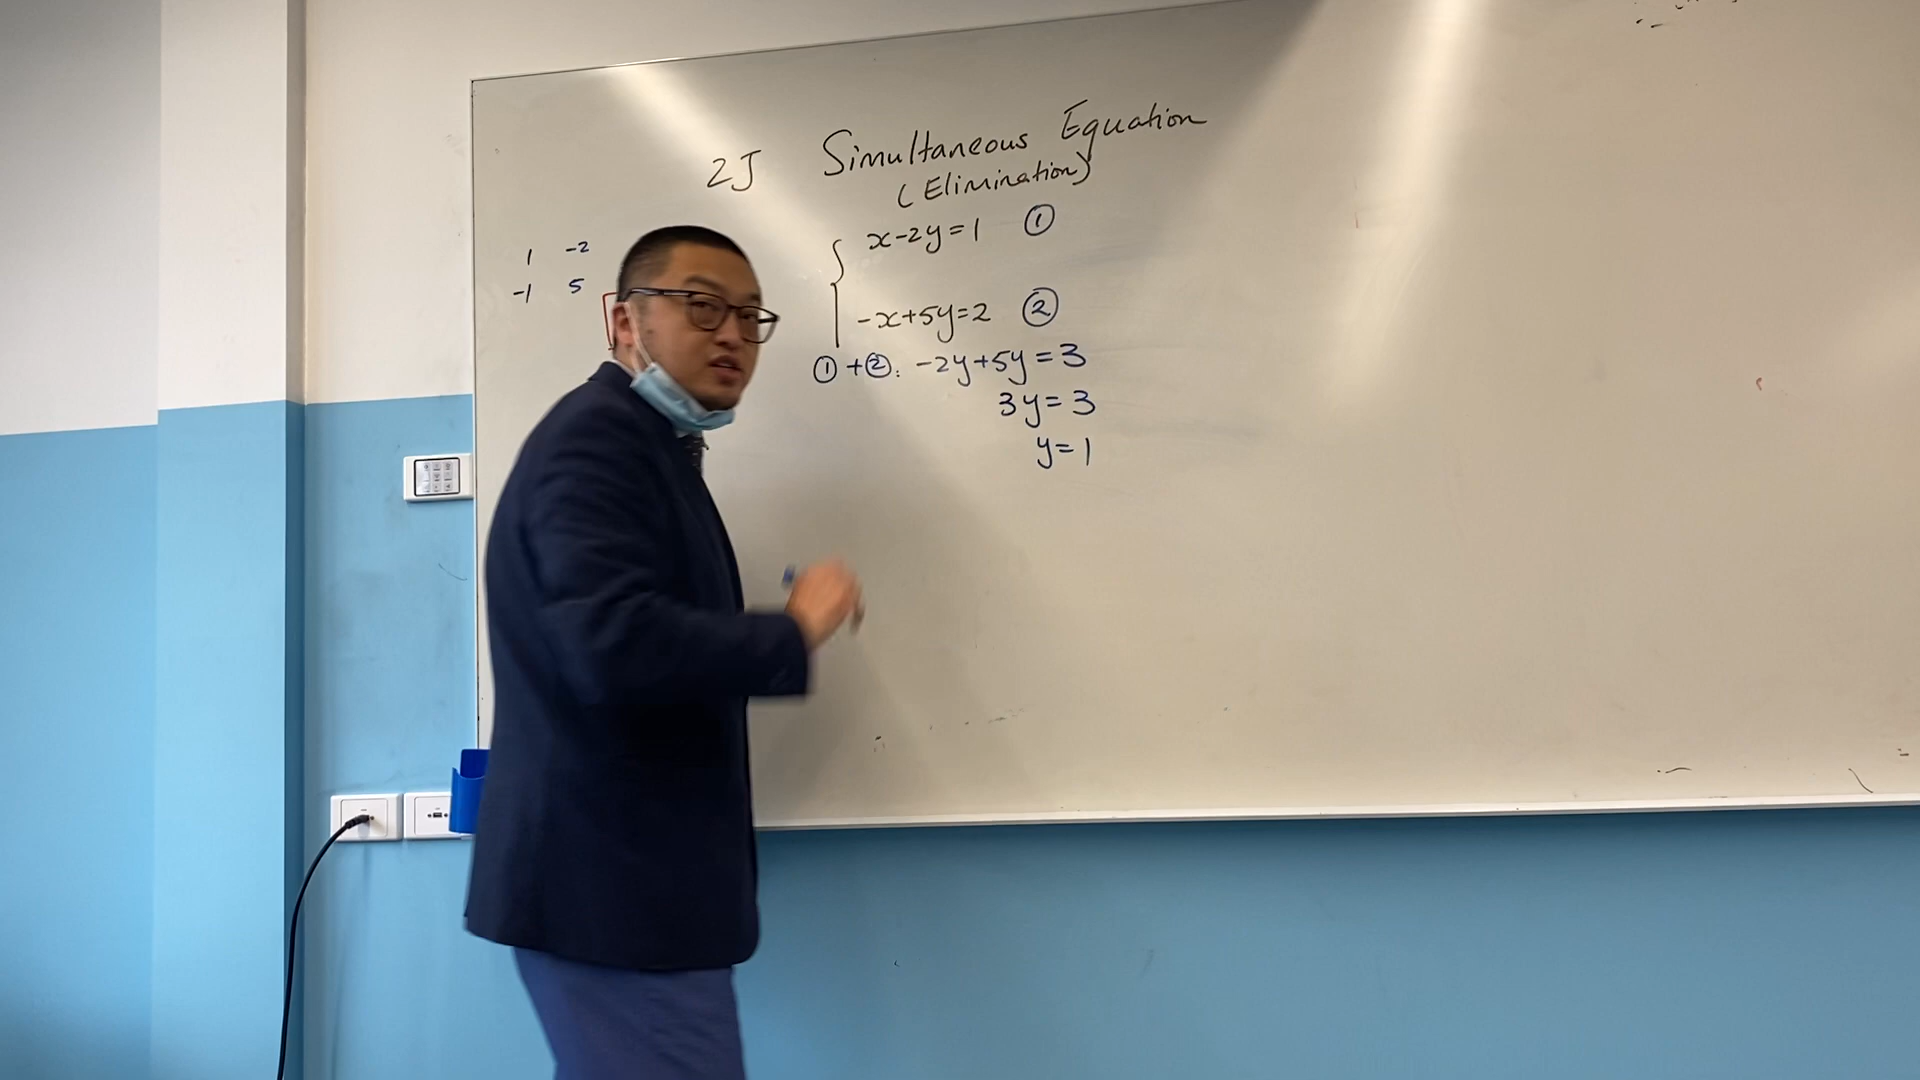 2J Simultaneous Equation
(Elimination)
1 -2
-1 5
x-2y=1 ①
-x+5y=2 ②
①+②: -2y+5y=3
3y=3
y=1